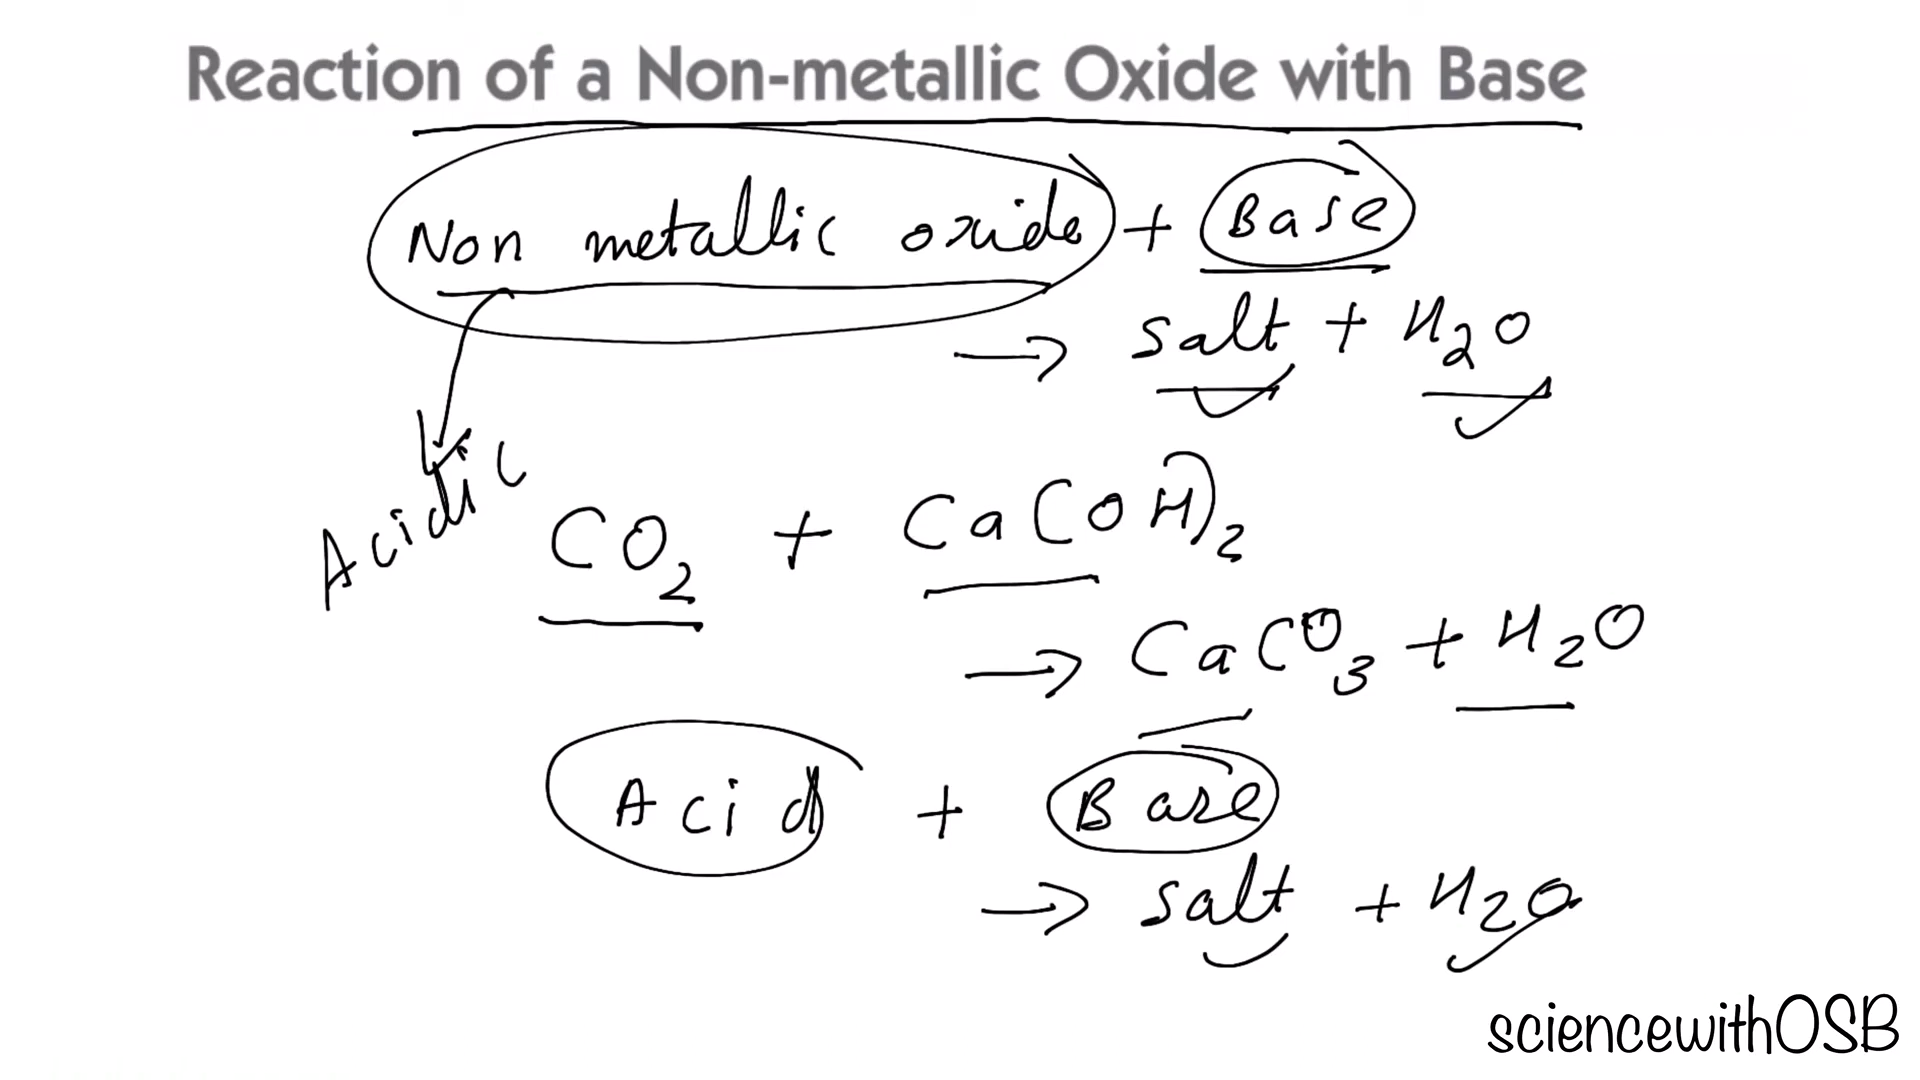 Reaction of a Non-metallic Oxide with Base
Non metallic oxide + Base
→ salt + H2O
Acidic
CO2 + Ca(OH)2
→ CaCO3 + H2O
Acid + Base
→ salt + H2O
sciencewithOSB